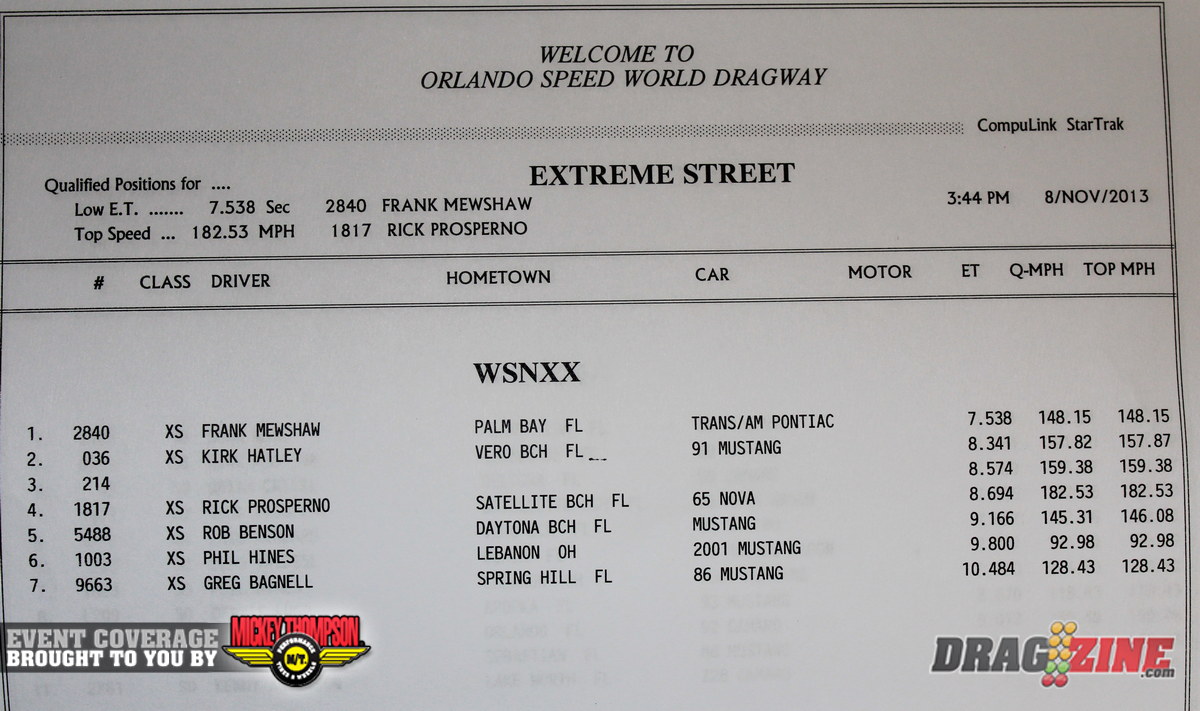 WELCOME TO
ORLANDO SPEED WORLD DRAGWAY
CompuLink StarTrak
Qualified Positions for .... EXTREME STREET
Low E.T. ....... 7.538 Sec 2840 FRANK MEWSHAW 3:44 PM 8/NOV/2013
Top Speed ... 182.53 MPH 1817 RICK PROSPERNO
# CLASS DRIVER HOMETOWN CAR MOTOR ET Q-MPH TOP MPH
WSNXX
1. 2840 XS FRANK MEWSHAW PALM BAY FL TRANS/AM PONTIAC 7.538 148.15 148.15
2. 036 XS KIRK HATLEY VERO BCH FL 91 MUSTANG 8.341 157.82 157.87
3. 214 8.574 159.38 159.38
4. 1817 XS RICK PROSPERNO SATELLITE BCH FL 65 NOVA 8.694 182.53 182.53
5. 5488 XS ROB BENSON DAYTONA BCH FL MUSTANG 9.166 145.31 146.08
6. 1003 XS PHIL HINES LEBANON OH 2001 MUSTANG 9.800 92.98 92.98
7. 9663 XS GREG BAGNELL SPRING HILL FL 86 MUSTANG 10.484 128.43 128.43
EVENT COVERAGE
BROUGHT TO YOU BY
MICKEY THOMPSON
PERFORMANCE
M/T
TIRES & WHEELS
DRAGZINE
.com